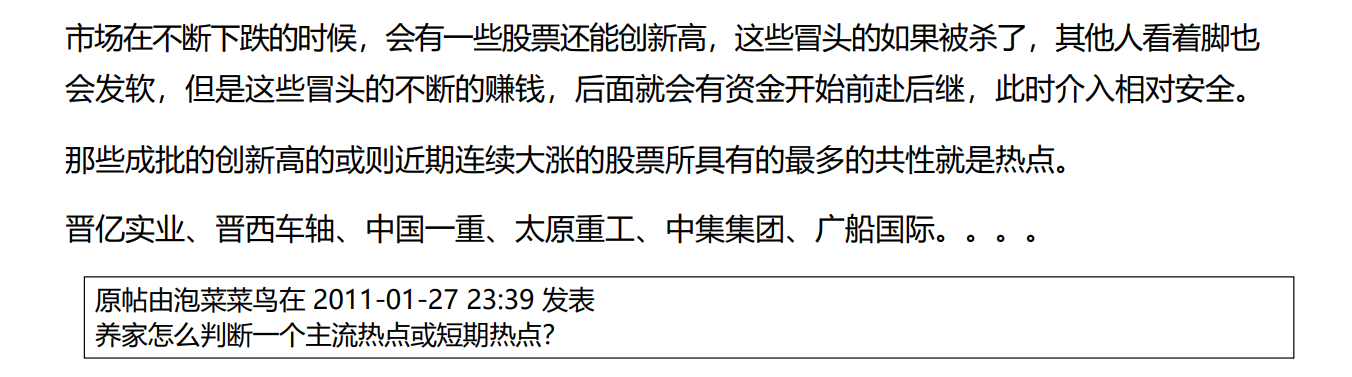 市场在不断下跌的时候，会有一些股票还能创新高，这些冒头的如果被杀了，其他人看着脚也
会发软，但是这些冒头的不断的赚钱，后面就会有资金开始前赴后继，此时介入相对安全。
那些成批的创新高的或则近期连续大涨的股票所具有的最多的共性就是热点。
晋亿实业、晋西车轴、中国一重、太原重工、中集集团、广船国际。。。。
原帖由泡菜菜鸟在 2011-01-27 23:39 发表
养家怎么判断一个主流热点或短期热点？